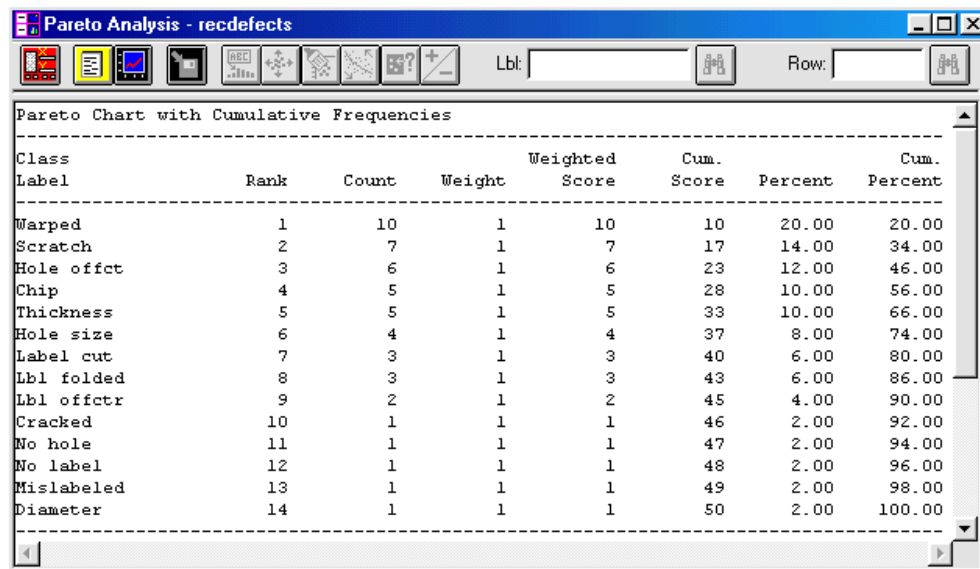 Pareto Analysis - recdefects
ABC Lbl: Row:
Pareto Chart with Cumulative Frequencies
--------------------------------------------------------------------------------
Class Weighted Cum. Cum.
Label Rank Count Weight Score Score Percent Percent
--------------------------------------------------------------------------------
Warped 1 10 1 10 10 20.00 20.00
Scratch 2 7 1 7 17 14.00 34.00
Hole offct 3 6 1 6 23 12.00 46.00
Chip 4 5 1 5 28 10.00 56.00
Thickness 5 5 1 5 33 10.00 66.00
Hole size 6 4 1 4 37 8.00 74.00
Label cut 7 3 1 3 40 6.00 80.00
Lbl folded 8 3 1 3 43 6.00 86.00
Lbl offctr 9 2 1 2 45 4.00 90.00
Cracked 10 1 1 1 46 2.00 92.00
No hole 11 1 1 1 47 2.00 94.00
No label 12 1 1 1 48 2.00 96.00
Mislabeled 13 1 1 1 49 2.00 98.00
Diameter 14 1 1 1 50 2.00 100.00
--------------------------------------------------------------------------------